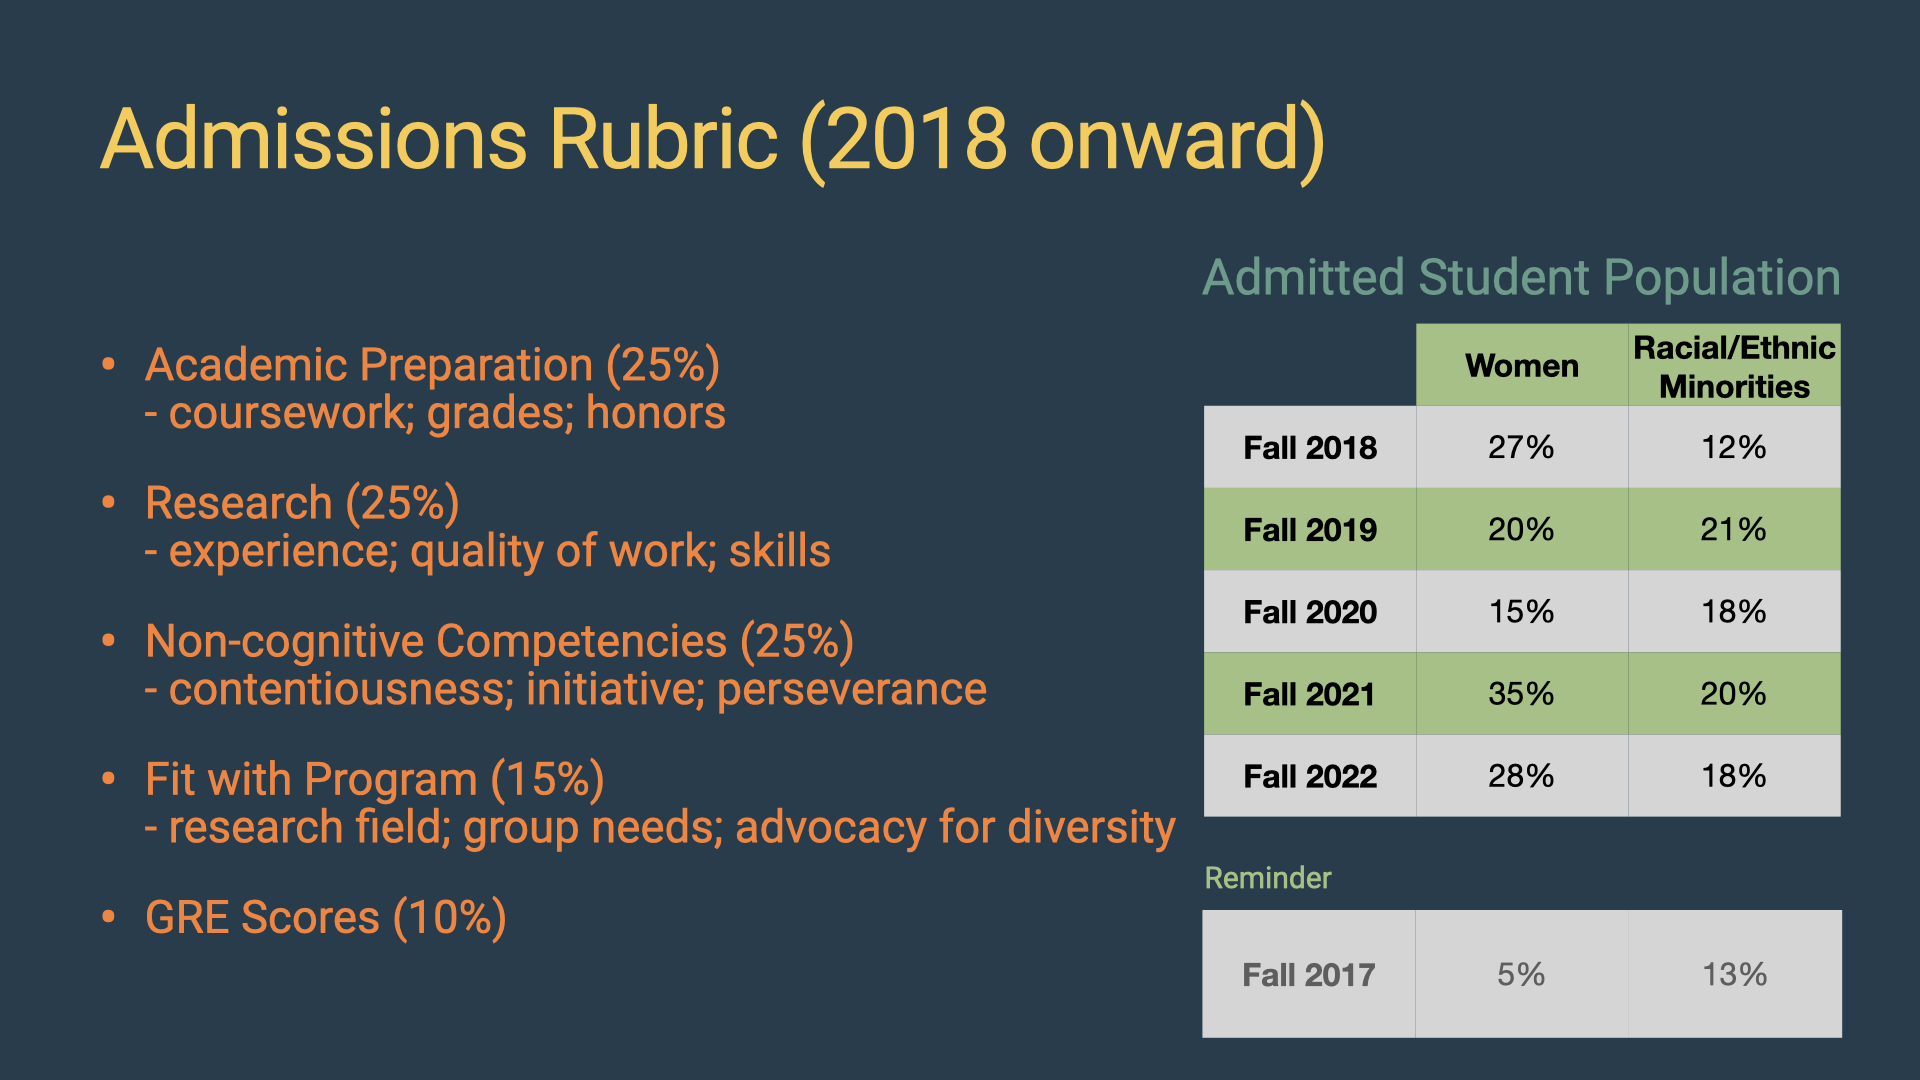 Admissions Rubric (2018 onward)
• Academic Preparation (25%)
- coursework; grades; honors
• Research (25%)
- experience; quality of work; skills
• Non-cognitive Competencies (25%)
- contentiousness; initiative; perseverance
• Fit with Program (15%)
- research field; group needs; advocacy for diversity
• GRE Scores (10%)
Admitted Student Population
Women Racial/Ethnic
Minorities
Fall 2018 27% 12%
Fall 2019 20% 21%
Fall 2020 15% 18%
Fall 2021 35% 20%
Fall 2022 28% 18%
Reminder
Fall 2017 5% 13%